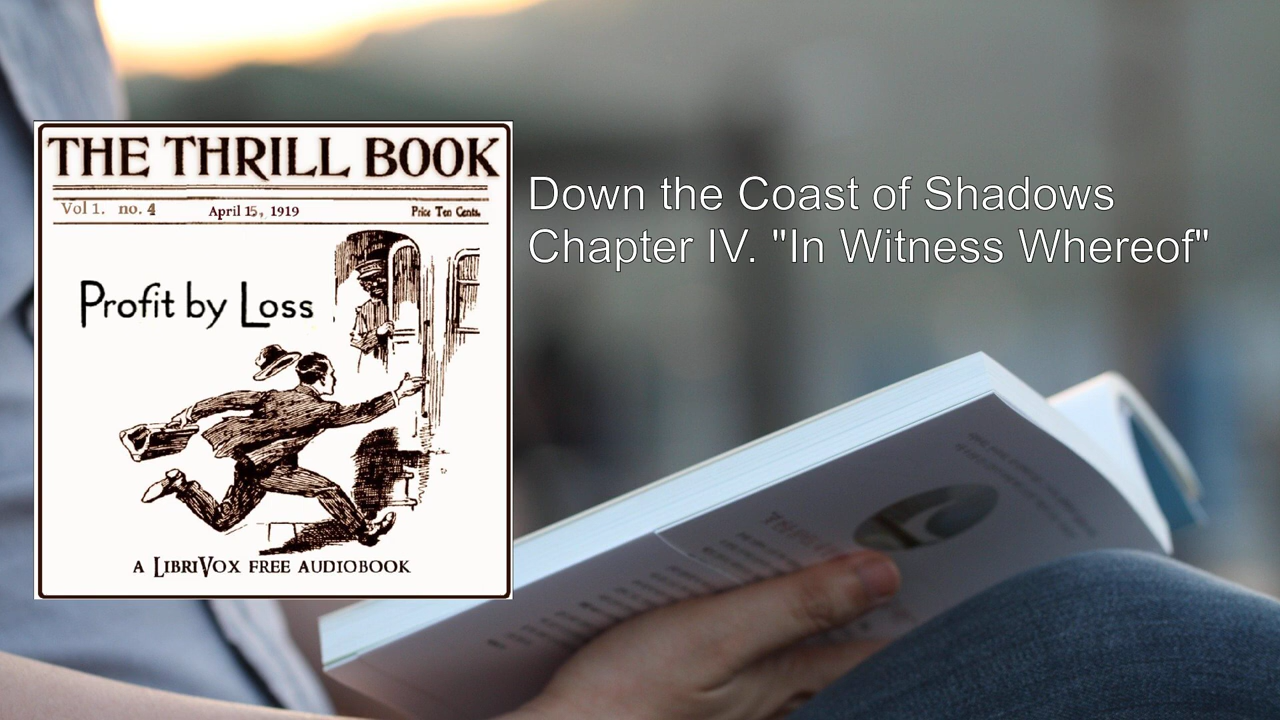 THE THRILL BOOK
Vol 1. no. 4 April 15, 1919 Price Ten Cents.
Profit by Loss
A LIBRIVOX FREE AUDIOBOOK
Down the Coast of Shadows
Chapter IV. "In Witness Whereof"